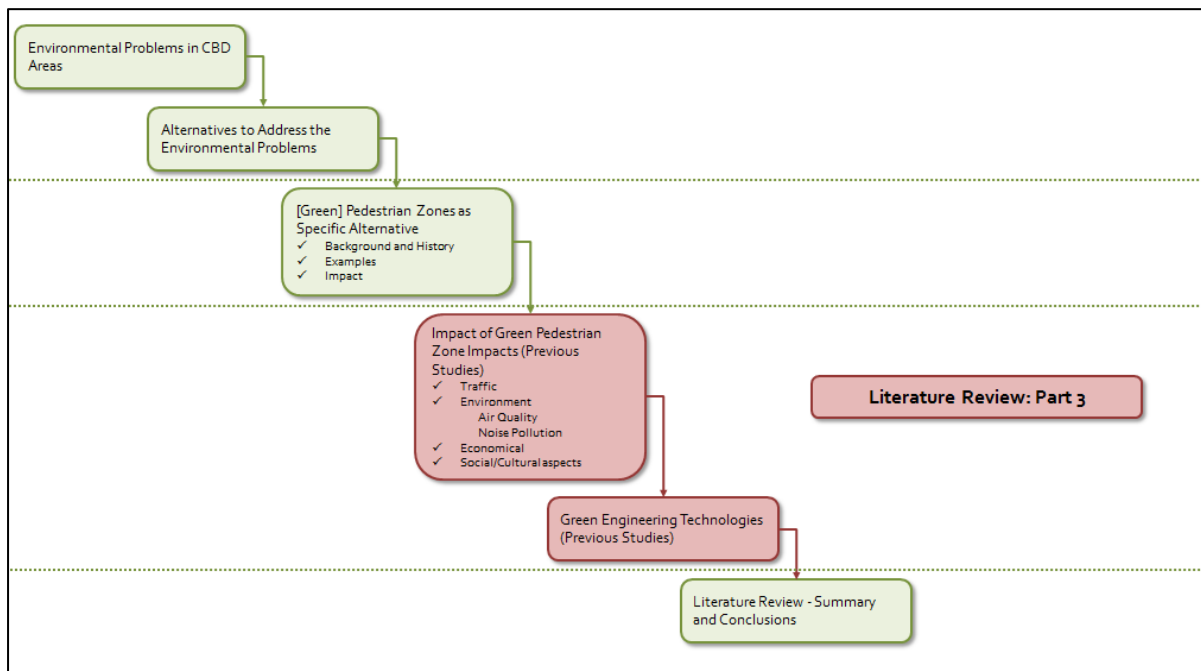 Environmental Problems in CBD
Areas
Alternatives to Address the
Environmental Problems
[Green] Pedestrian Zones as
Specific Alternative
✓ Background and History
✓ Examples
✓ Impact
Impact of Green Pedestrian
Zone Impacts (Previous
Studies)
✓ Traffic
✓ Environment
Air Quality
Noise Pollution
✓ Economical
✓ Social/Cultural aspects
Literature Review: Part 3
Green Engineering Technologies
(Previous Studies)
Literature Review - Summary
and Conclusions